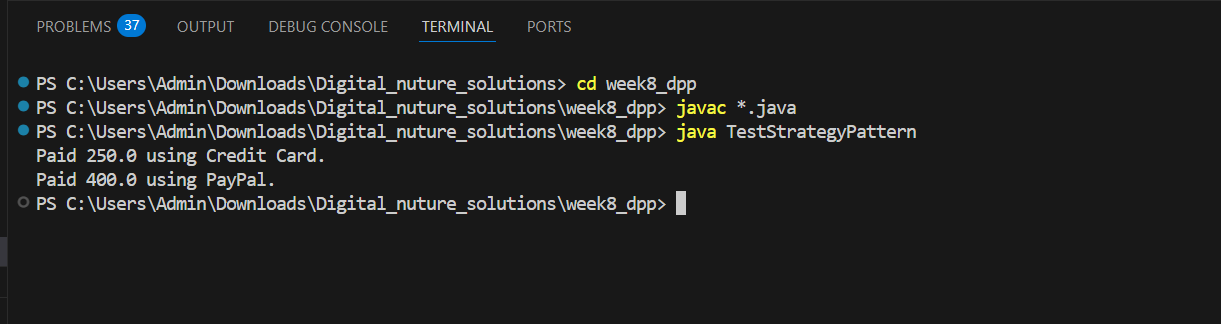 PROBLEMS 37 OUTPUT DEBUG CONSOLE TERMINAL PORTS
PS C:\Users\Admin\Downloads\Digital_nuture_solutions> cd week8_dpp
PS C:\Users\Admin\Downloads\Digital_nuture_solutions\week8_dpp> javac *.java
PS C:\Users\Admin\Downloads\Digital_nuture_solutions\week8_dpp> java TestStrategyPattern
Paid 250.0 using Credit Card.
Paid 400.0 using PayPal.
PS C:\Users\Admin\Downloads\Digital_nuture_solutions\week8_dpp>